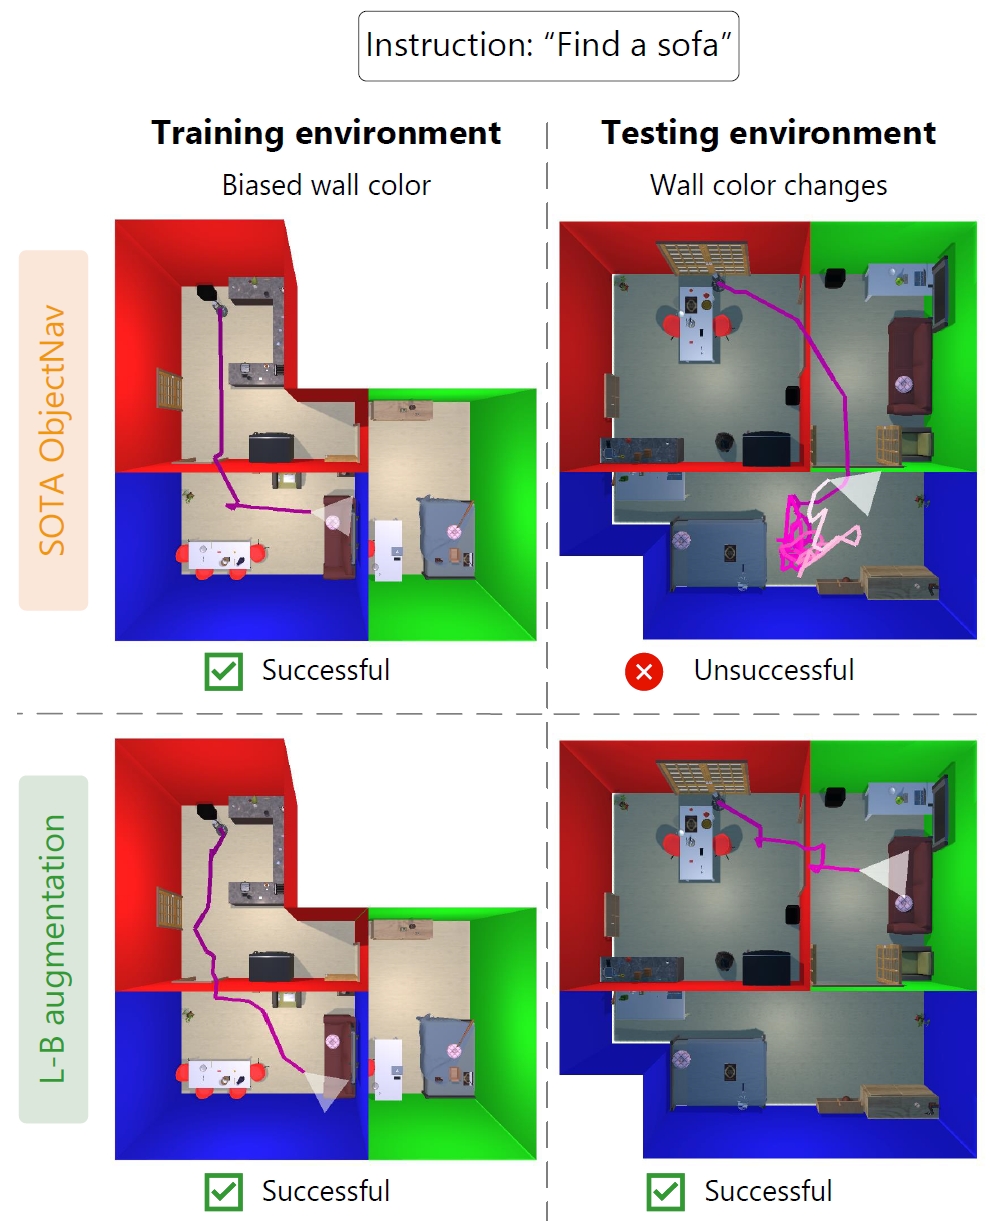 Instruction: “Find a sofa”
Training environment
Testing environment
Biased wall color
Wall color changes
SOTA ObjectNav
Successful
Unsuccessful
L-B augmentation
Successful
Successful